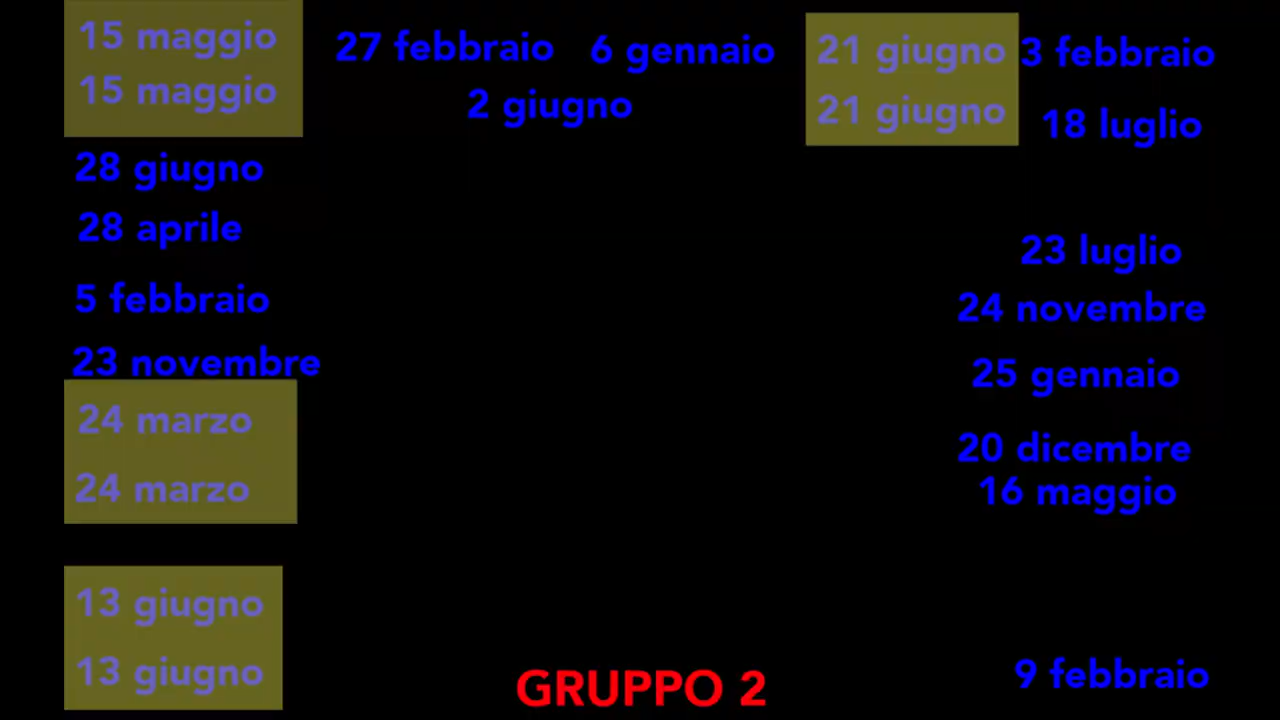 15 maggio
15 maggio
27 febbraio
6 gennaio
2 giugno
21 giugno
21 giugno
3 febbraio
18 luglio
28 giugno
28 aprile
5 febbraio
23 novembre
24 marzo
24 marzo
13 giugno
13 giugno
23 luglio
24 novembre
25 gennaio
20 dicembre
16 maggio
9 febbraio
GRUPPO 2